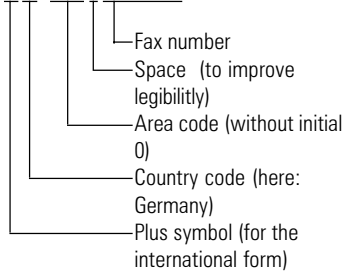 Fax number
Space (to improve
legibilitly)
Area code (without initial
0)
Country code (here:
Germany)
Plus symbol (for the
international form)